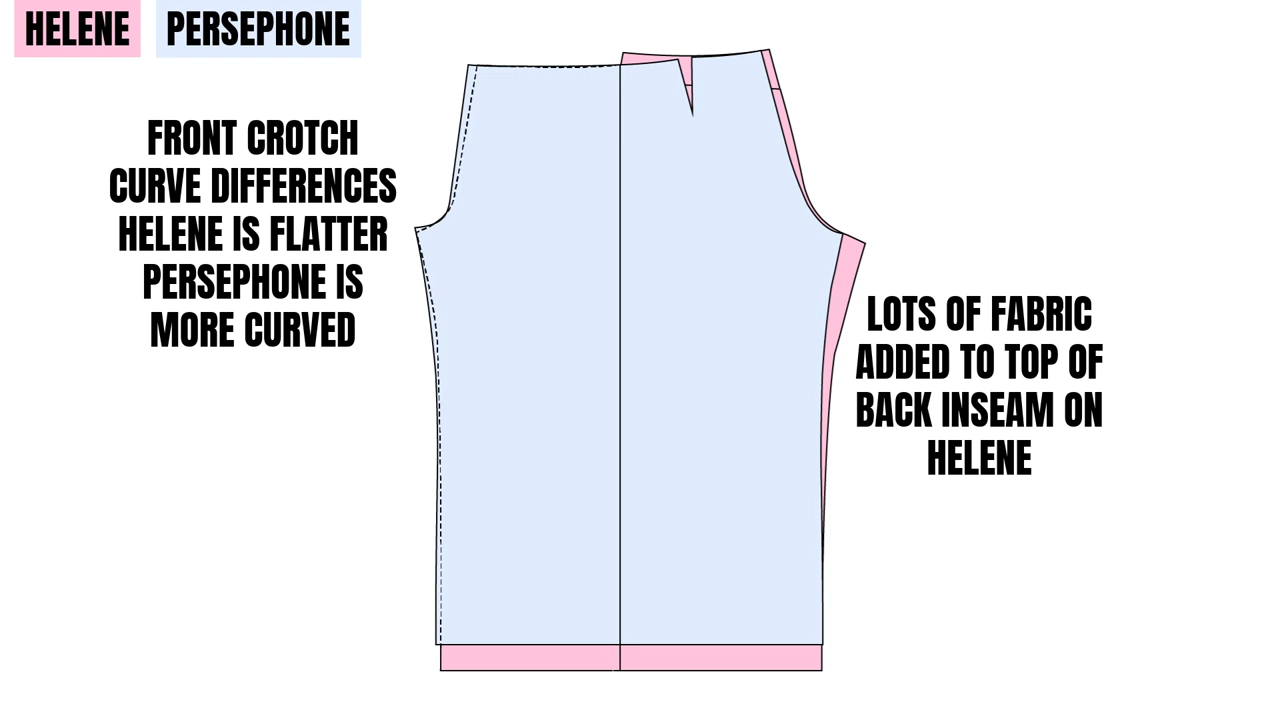 HELENE PERSEPHONE
FRONT CROTCH
CURVE DIFFERENCES
HELENE IS FLATTER
PERSEPHONE IS
MORE CURVED
LOTS OF FABRIC
ADDED TO TOP OF
BACK INSEAM ON
HELENE